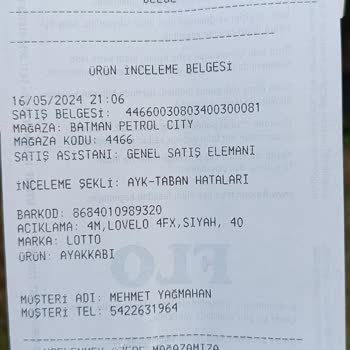 ÜRÜN İNCELEME BELGESİ
16/05/2024 21:06
SATIŞ BELGESİ: 44660030803400300081
MAĞAZA: BATMAN PETROL CITY
MAĞAZA KODU: 4466
SATIŞ ASİSTANI: GENEL SATIŞ ELEMANI
İNCELEME ŞEKLİ: AYK-TABAN HATALARI
BARKOD: 8684010989320
ACIKLAMA: 4M,LOVELO 4FX,SIYAH, 40
MARKA: LOTTO
ÜRÜN: AYAKKABI
FLO
MÜŞTERİ ADI: MEHMET YAĞMAHAN
MÜŞTERİ TEL: 5422631964